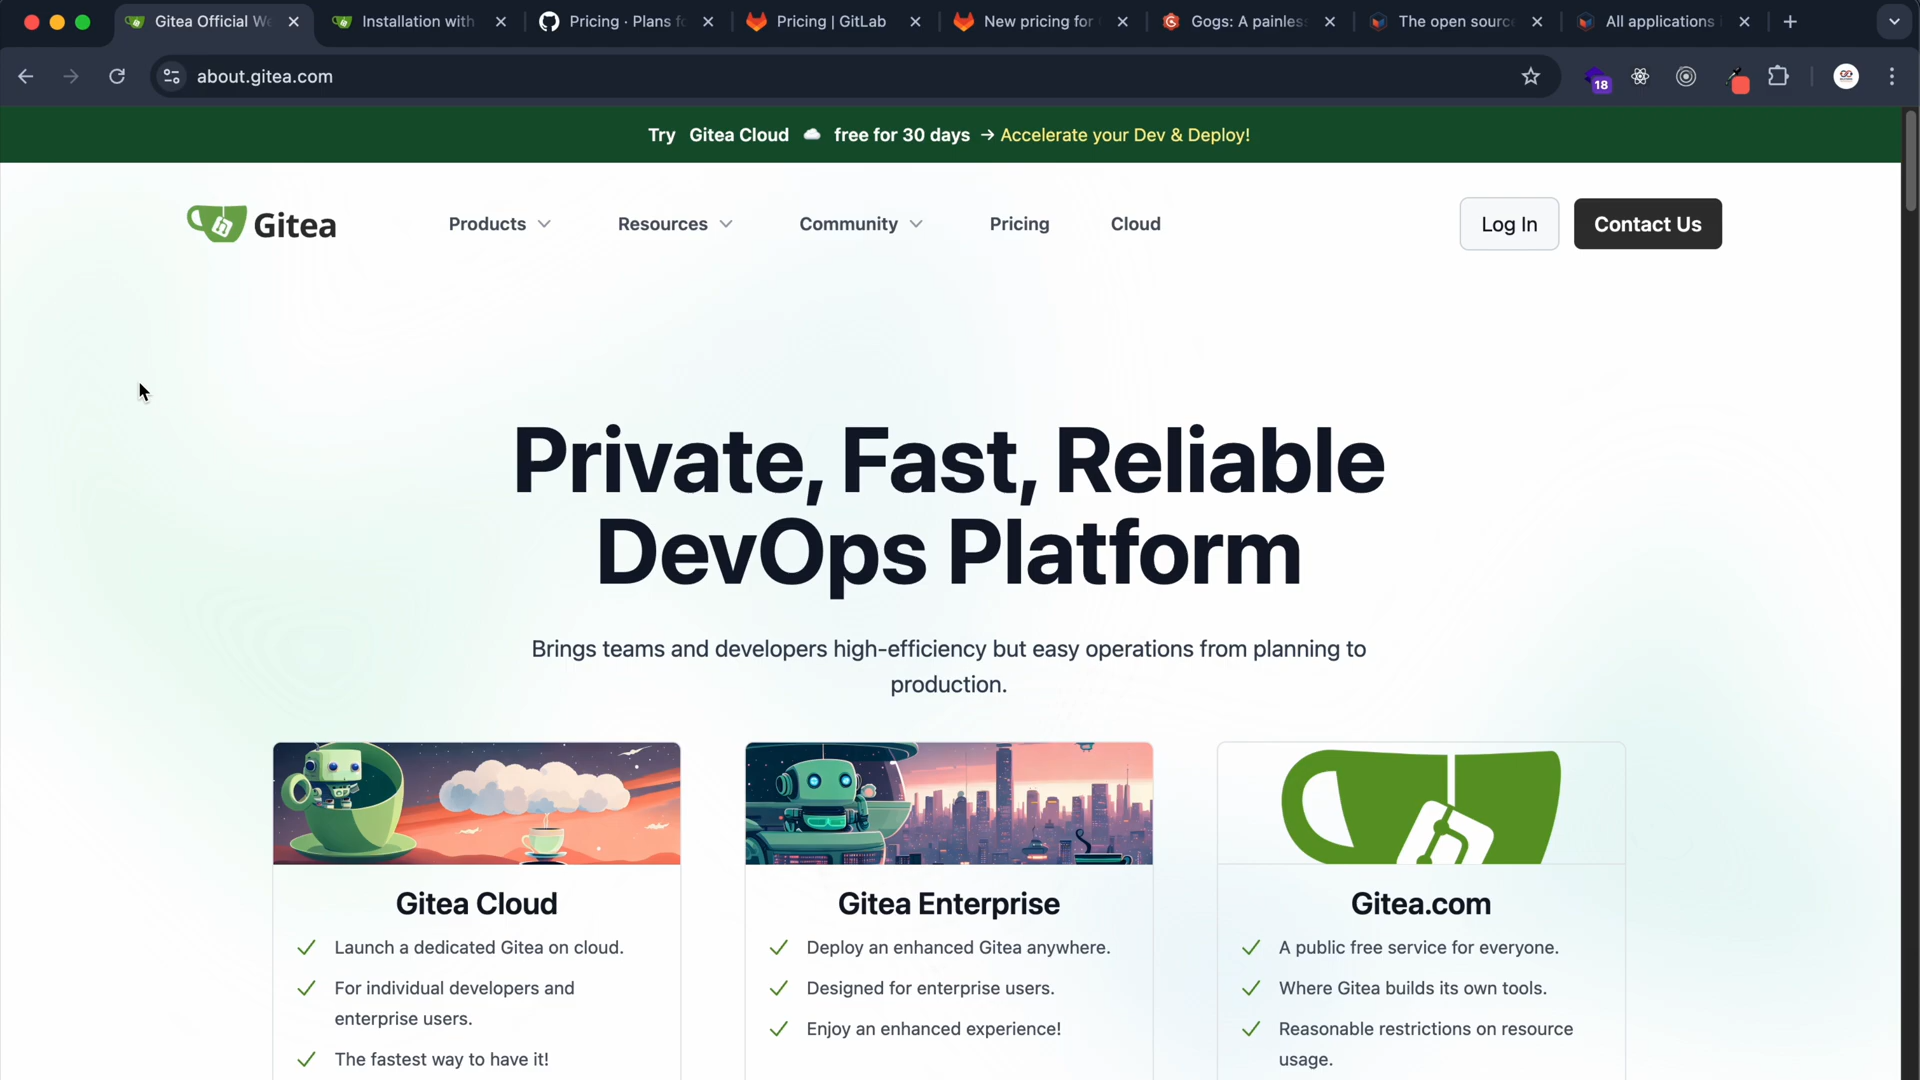 Gitea Official We
Installation with
Pricing · Plans fo
Pricing | GitLab
New pricing for
Gogs: A painless
The open source
All applications
about.gitea.com
18
Try Gitea Cloud free for 30 days → Accelerate your Dev & Deploy!
Gitea
Products
Resources
Community
Pricing
Cloud
Log In
Contact Us
Private, Fast, Reliable
DevOps Platform
Brings teams and developers high-efficiency but easy operations from planning to
production.
Gitea Cloud
Launch a dedicated Gitea on cloud.
For individual developers and
enterprise users.
The fastest way to have it!
Gitea Enterprise
Deploy an enhanced Gitea anywhere.
Designed for enterprise users.
Enjoy an enhanced experience!
Gitea.com
A public free service for everyone.
Where Gitea builds its own tools.
Reasonable restrictions on resource
usage.